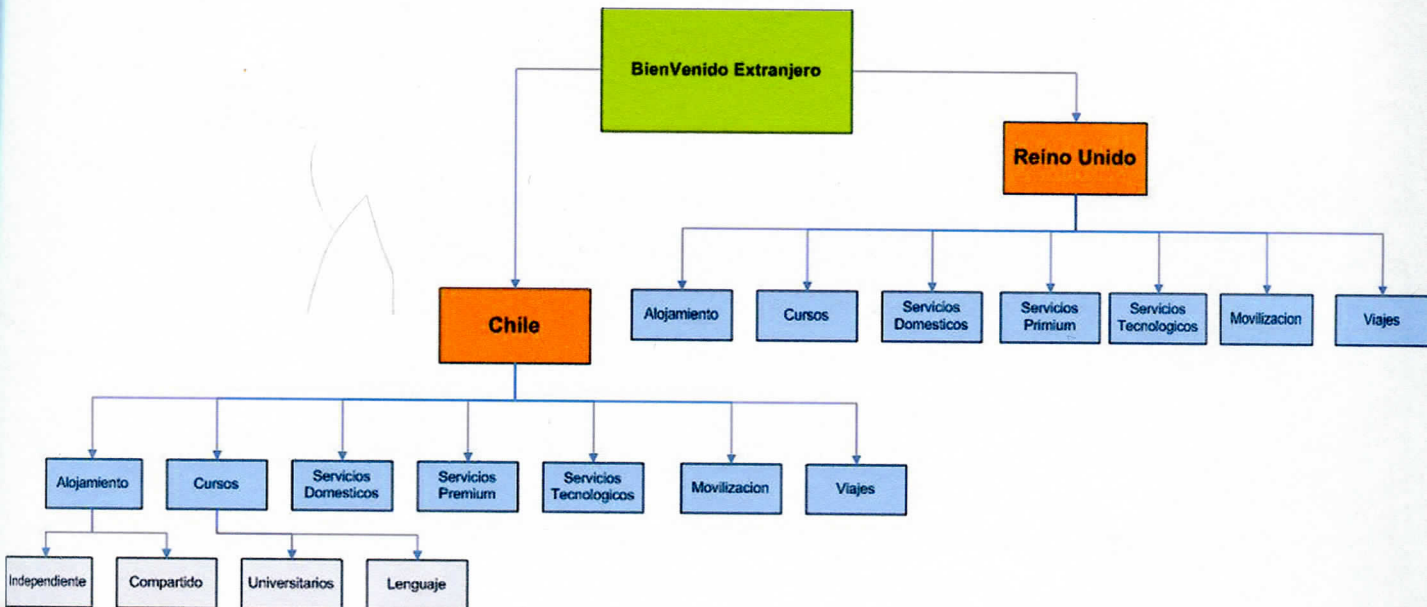 BienVenido Extranjero
Reino Unido
Alojamiento
Cursos
Servicios
Domesticos
Servicios
Primium
Servicios
Tecnologicos
Movilizacion
Viajes
Chile
Alojamiento
Cursos
Servicios
Domesticos
Servicios
Premium
Servicios
Tecnologicos
Movilizacion
Viajes
Independiente
Compartido
Universitarios
Lenguaje